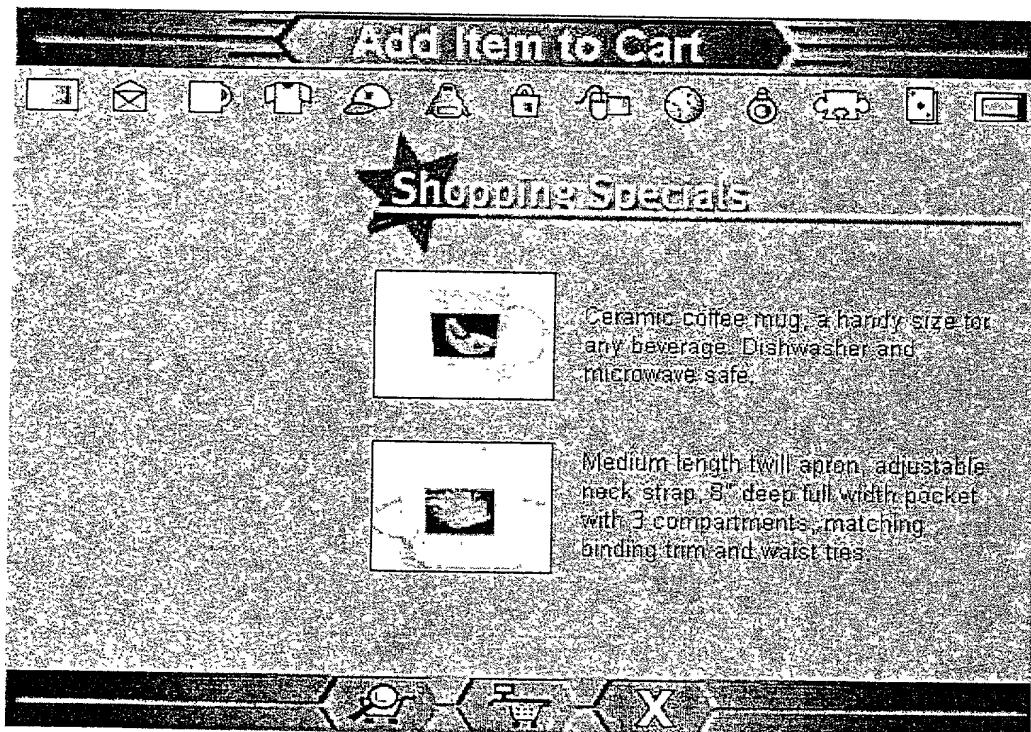 Add Item to Cart
Shopping Specials
Ceramic coffee mug, a handy size for
any beverage. Dishwasher and
microwave safe.
Medium length twill apron, adjustable
neck strap, 8" deep full width pocket
with 3 compartments, matching
binding trim and waist ties
X